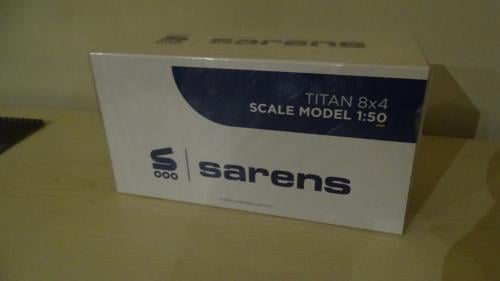 sarens
TITAN 8x4
SCALE MODEL 1:50
sarens